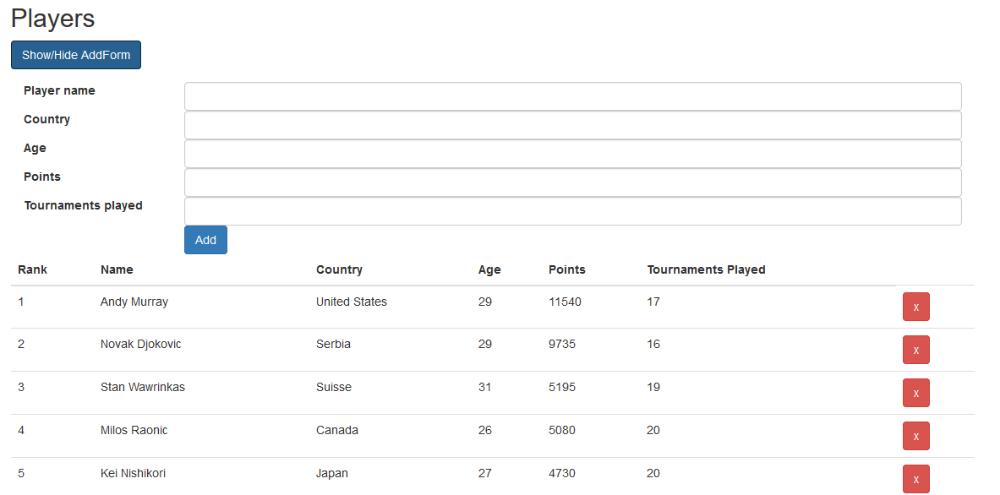 Players
Show/Hide AddForm
Player name
Country
Age
Points
Tournaments played
Add
Rank Name Country Age Points Tournaments Played
1 Andy Murray United States 29 11540 17 x
2 Novak Djokovic Serbia 29 9735 16 x
3 Stan Wawrinkas Suisse 31 5195 19 x
4 Milos Raonic Canada 26 5080 20 x
5 Kei Nishikori Japan 27 4730 20 x